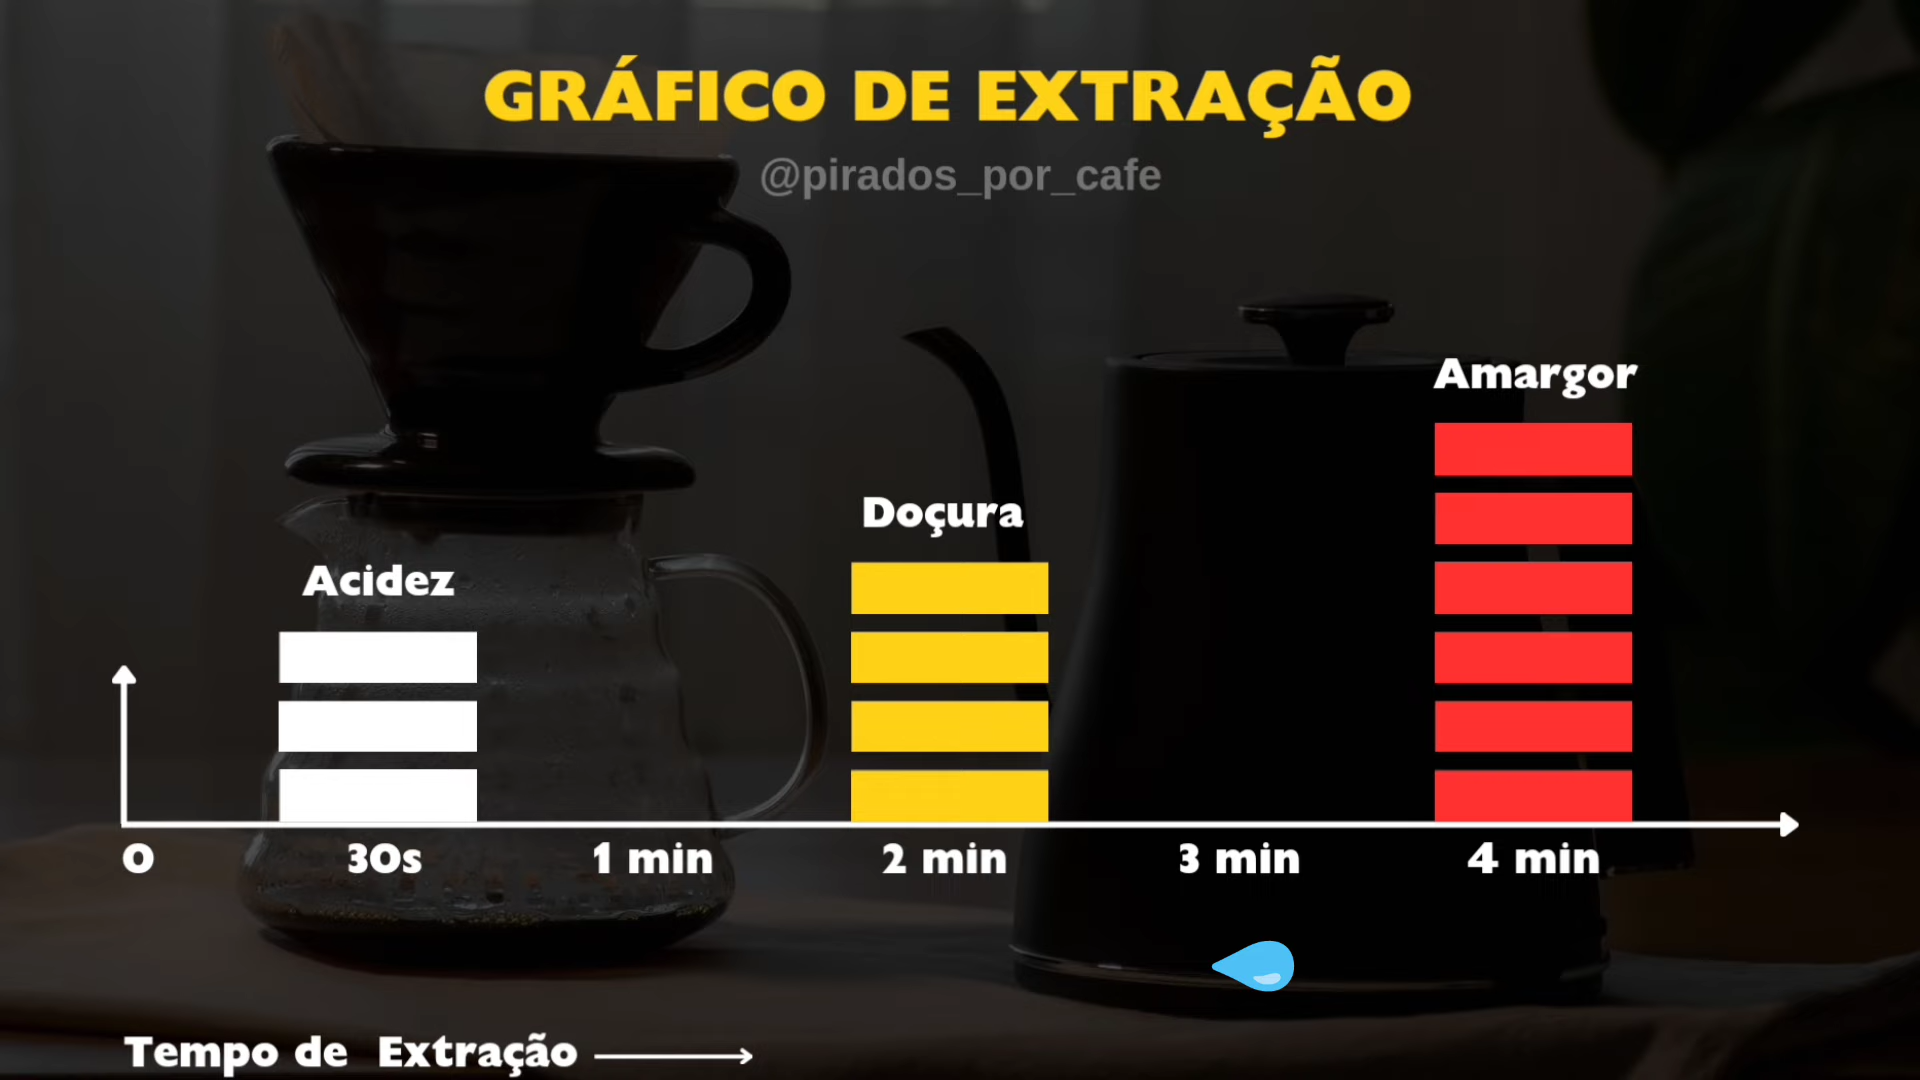 GRÁFICO DE EXTRAÇÃO
@pirados_por_cafe
Amargor
Doçura
Acidez
0 30s 1 min 2 min 3 min 4 min
Tempo de Extração